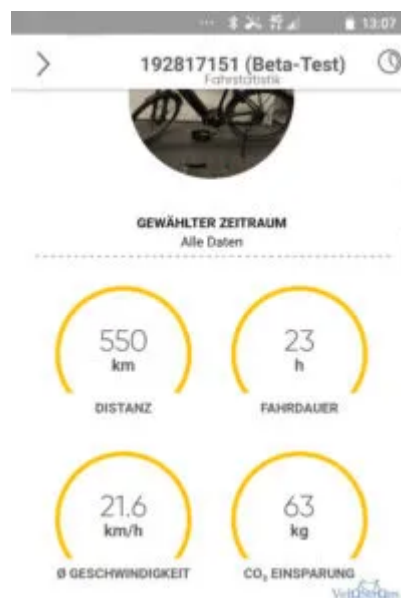 13:07
192817151 (Beta-Test)
Fahrstatistik
GEWÄHLTER ZEITRAUM
Alle Daten
550
km
DISTANZ
23
h
FAHRDAUER
21.6
km/h
Ø GESCHWINDIGKEIT
63
kg
CO₂ EINSPARUNG